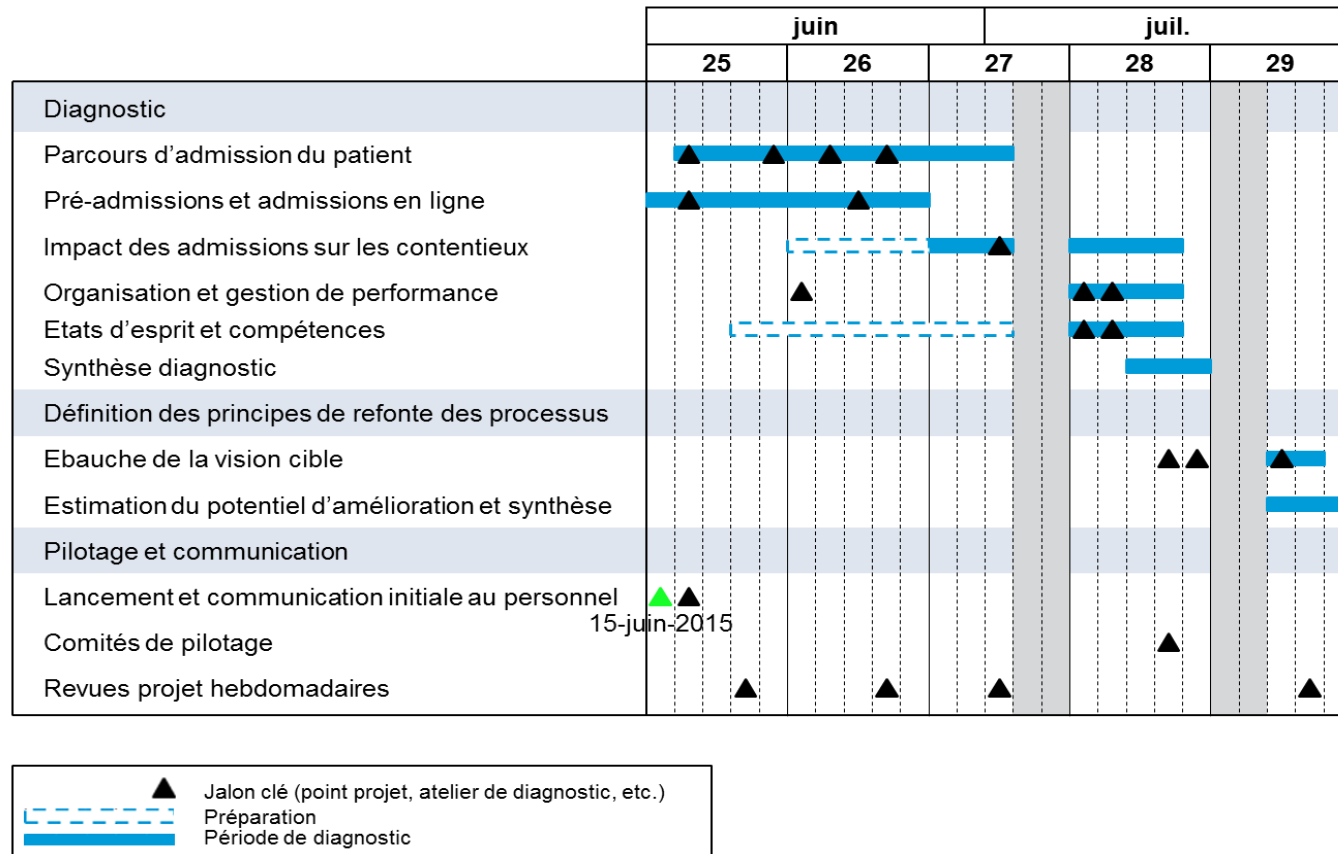 juin juil.
25 26 27 28 29
Diagnostic
Parcours d’admission du patient
Pré-admissions et admissions en ligne
Impact des admissions sur les contentieux
Organisation et gestion de performance
Etats d’esprit et compétences
Synthèse diagnostic
Définition des principes de refonte des processus
Ebauche de la vision cible
Estimation du potentiel d’amélioration et synthèse
Pilotage et communication
Lancement et communication initiale au personnel
15-juin-2015
Comités de pilotage
Revues projet hebdomadaires
Jalon clé (point projet, atelier de diagnostic, etc.)
Préparation
Période de diagnostic